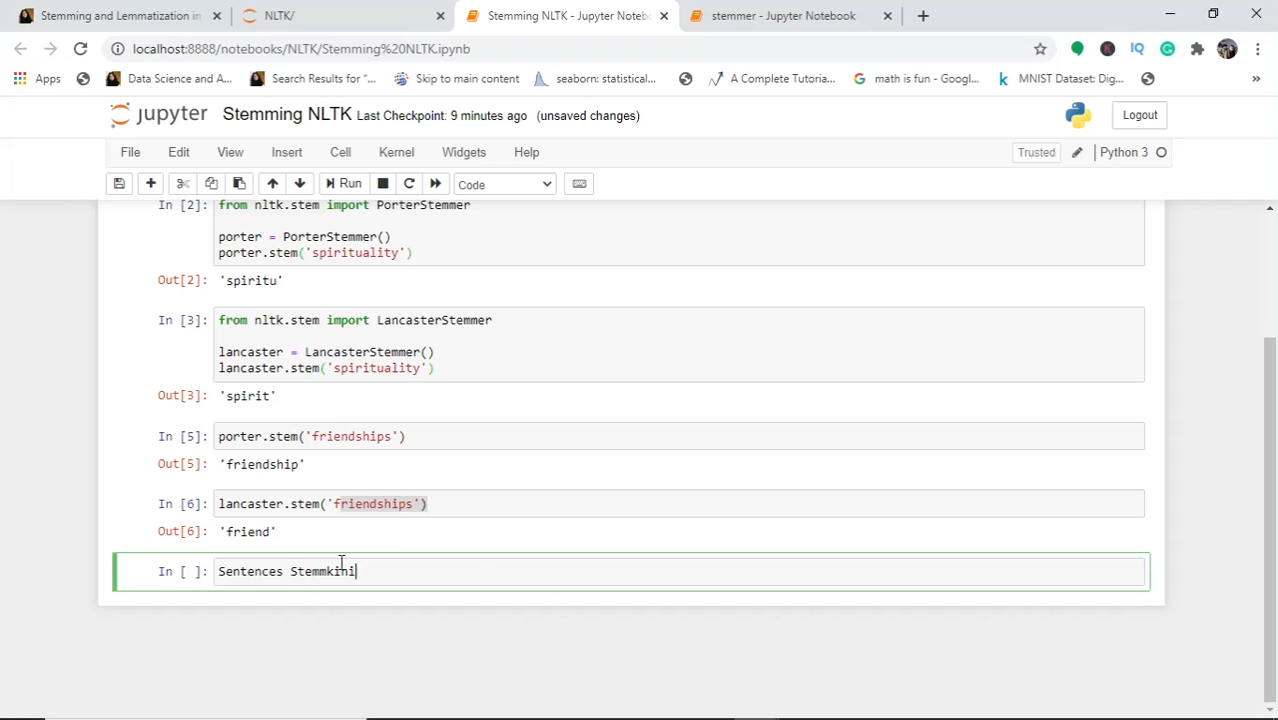 Stemming and Lemmatization in
NLTK/
Stemming NLTK - Jupyter Noteb
stemmer - Jupyter Notebook
localhost:8888/notebooks/NLTK/Stemming%20NLTK.ipynb
Apps
Data Science and A...
Search Results for "...
Skip to main content
seaborn: statistical...
A Complete Tutoria...
math is fun - Googl...
MNIST Dataset: Dig...
jupyter Stemming NLTK Last Checkpoint: 9 minutes ago (unsaved changes)
Logout
File Edit View Insert Cell Kernel Widgets Help
Trusted Python 3
Run Code
In [2]: from nltk.stem import PorterStemmer
porter = PorterStemmer()
porter.stem('spirituality')
Out[2]: 'spiritu'
In [3]: from nltk.stem import LancasterStemmer
lancaster = LancasterStemmer()
lancaster.stem('spirituality')
Out[3]: 'spirit'
In [5]: porter.stem('friendships')
Out[5]: 'friendship'
In [6]: lancaster.stem('friendships')
Out[6]: 'friend'
In [ ]: Sentences Stemmkini